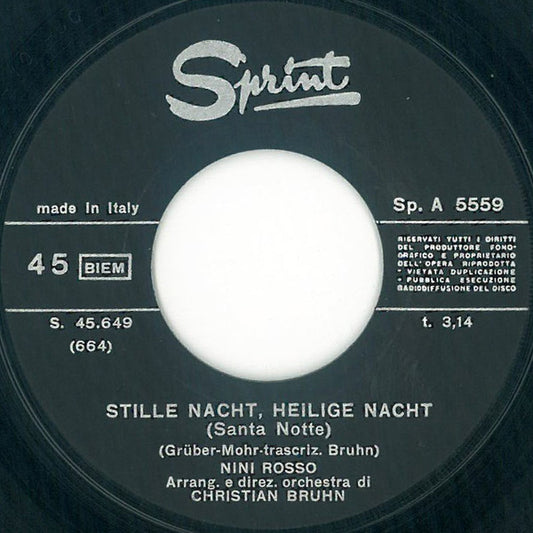 Sprint
made in Italy
Sp. A 5559
45 BIEM
RISERVATI TUTTI I DIRITTI
DEL PRODUTTORE FONO-
GRAFICO E PROPRIETARIO
DELL'OPERA RIPRODOTTA
- VIETATA DUPLICAZIONE
- PUBBLICA ESECUZIONE
RADIODIFFUSIONE DEL DISCO
S. 45.649
(664)
t. 3,14
STILLE NACHT, HEILIGE NACHT
(Santa Notte)
(Grüber-Mohr-trascriz. Bruhn)
NINI ROSSO
Arrang. e direz. orchestra di
CHRISTIAN BRUHN